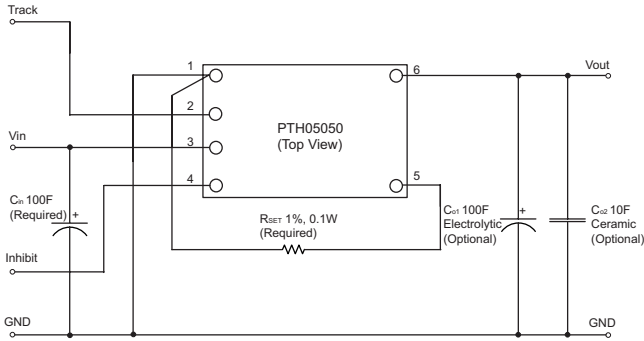 Track
1
6
Vout
2
PTH05050
(Top View)
Vin
3
4
5
Cin 100F
(Required)
+
RSET 1%, 0.1W
(Required)
Co1 100F
Electrolytic
(Optional)
+
Co2 10F
Ceramic
(Optional)
Inhibit
GND
GND